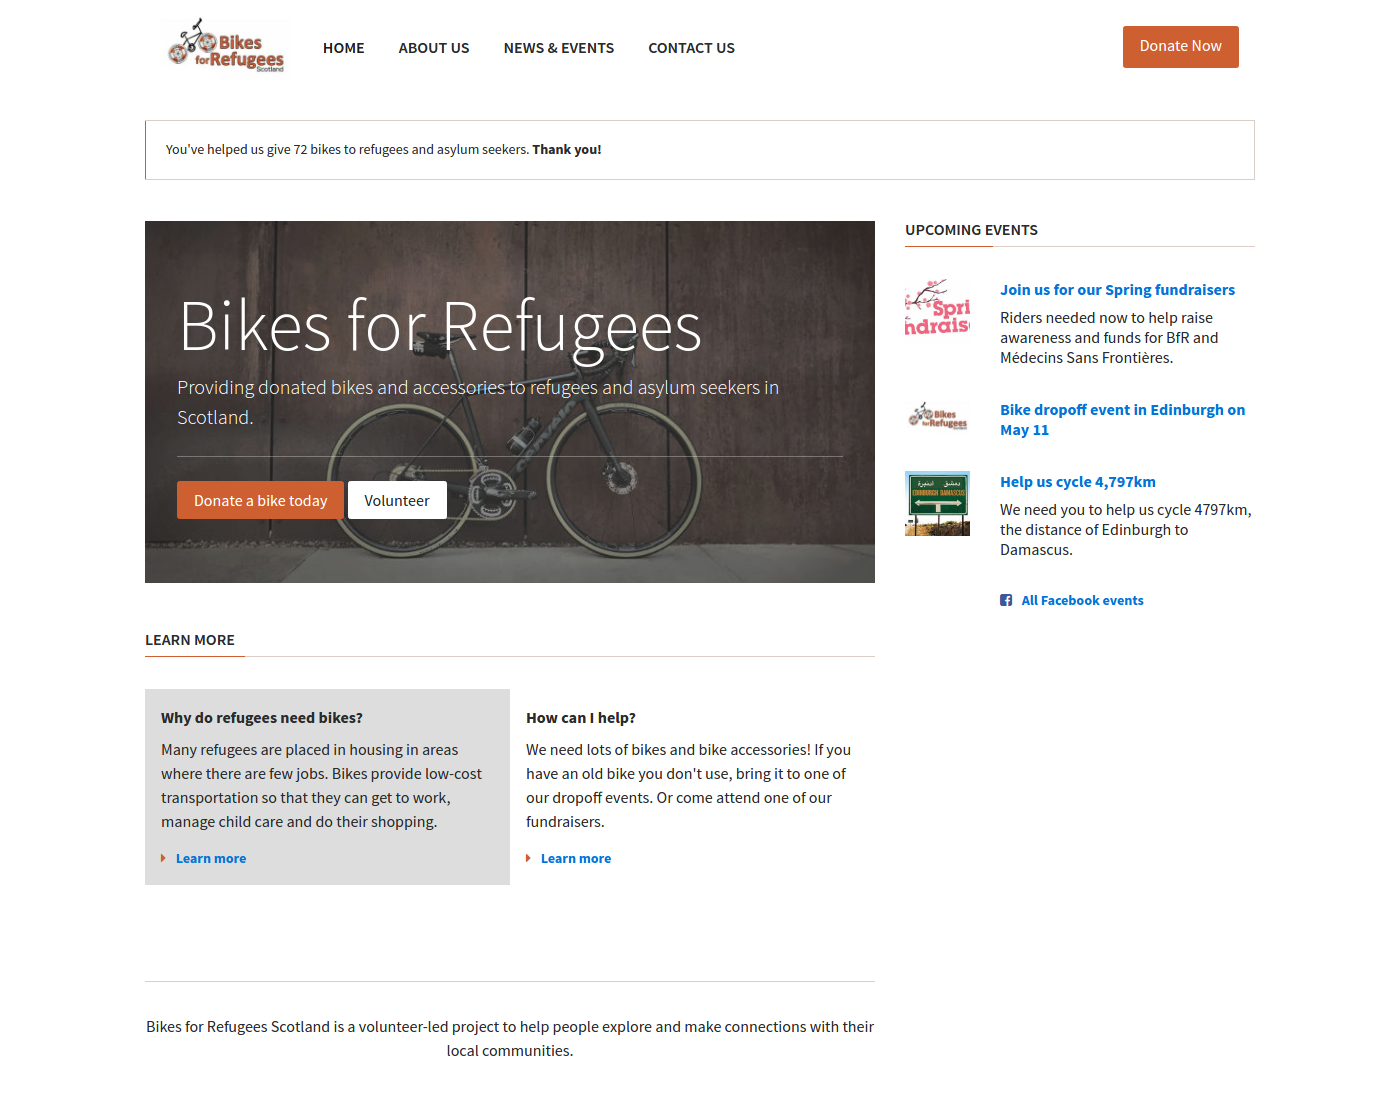 Bikes
for Refugees
Scotland
HOME
ABOUT US
NEWS & EVENTS
CONTACT US
Donate Now
You've helped us give 72 bikes to refugees and asylum seekers. Thank you!
Bikes for Refugees
Providing donated bikes and accessories to refugees and asylum seekers in
Scotland.
Donate a bike today
Volunteer
UPCOMING EVENTS
Spri
ndrais
Join us for our Spring fundraisers
Riders needed now to help raise
awareness and funds for BfR and
Médecins Sans Frontières.
Bikes
for Refugees
Bike dropoff event in Edinburgh on
May 11
EDINBURGH DAMASCUS
Help us cycle 4,797km
We need you to help us cycle 4797km,
the distance of Edinburgh to
Damascus.
All Facebook events
LEARN MORE
Why do refugees need bikes?
Many refugees are placed in housing in areas
where there are few jobs. Bikes provide low-cost
transportation so that they can get to work,
manage child care and do their shopping.
Learn more
How can I help?
We need lots of bikes and bike accessories! If you
have an old bike you don't use, bring it to one of
our dropoff events. Or come attend one of our
fundraisers.
Learn more
Bikes for Refugees Scotland is a volunteer-led project to help people explore and make connections with their
local communities.